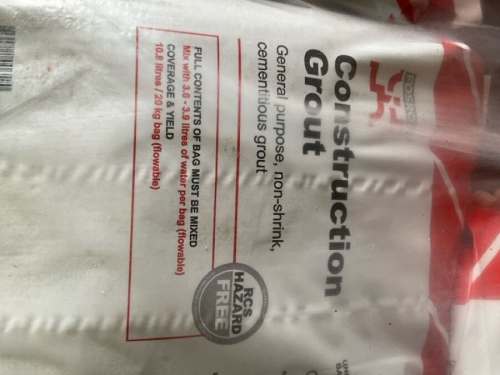 Construction
Grout
General purpose, non-shrink,
cementitious grout
FULL CONTENTS OF BAG MUST BE MIXED
Mix with 3.6 - 3.9 litres of water per bag (flowable)
COVERAGE & YIELD
10.8 litres / 20 kg bag (flowable)
RCS
HAZARD
FREE